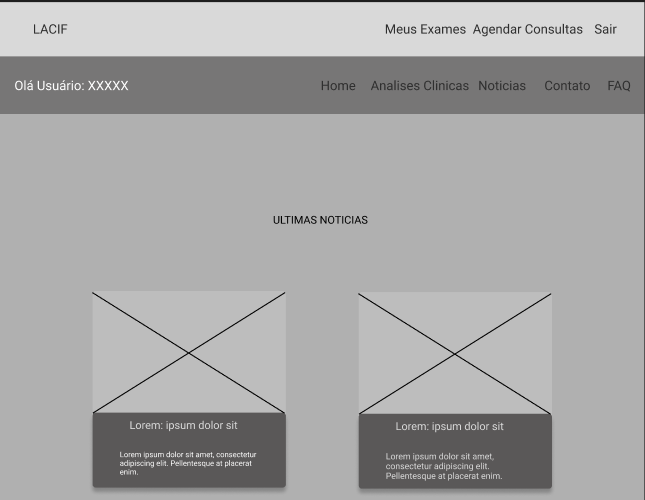 LACIF
Meus Exames Agendar Consultas Sair
Olá Usuário: XXXXX
Home Analises Clinicas Noticias Contato FAQ
ULTIMAS NOTICIAS
Lorem: ipsum dolor sit
Lorem ipsum dolor sit amet, consectetur
adipiscing elit. Pellentesque at placerat
enim.
Lorem: ipsum dolor sit
Lorem ipsum dolor sit amet,
consectetur adipiscing elit.
Pellentesque at placerat enim.